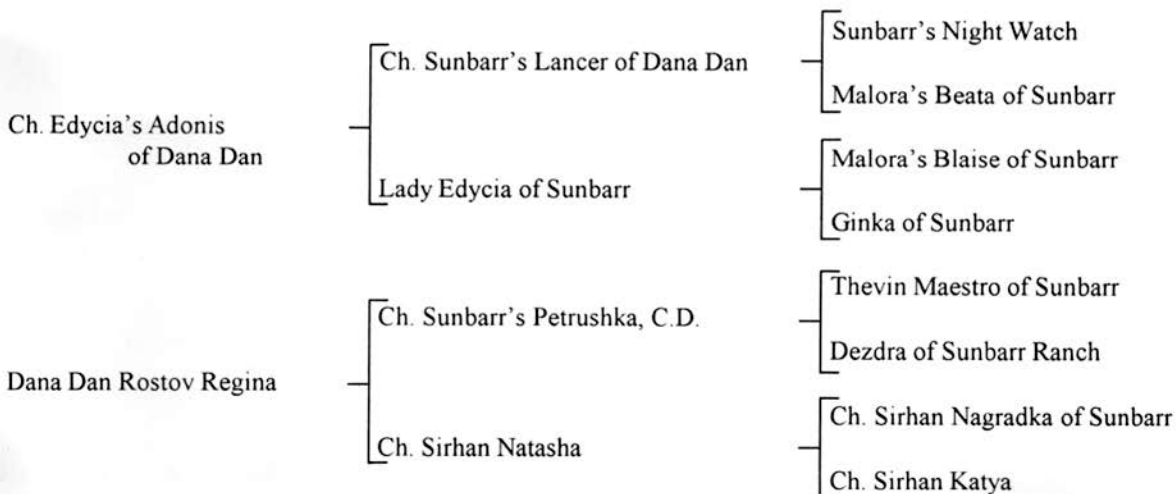 Ch. Edycia's Adonis
of Dana Dan
Ch. Sunbarr's Lancer of Dana Dan
Sunbarr's Night Watch
Malora's Beata of Sunbarr
Lady Edycia of Sunbarr
Malora's Blaise of Sunbarr
Ginka of Sunbarr
Dana Dan Rostov Regina
Ch. Sunbarr's Petrushka, C.D.
Thevin Maestro of Sunbarr
Dezdra of Sunbarr Ranch
Ch. Sirhan Natasha
Ch. Sirhan Nagradka of Sunbarr
Ch. Sirhan Katya